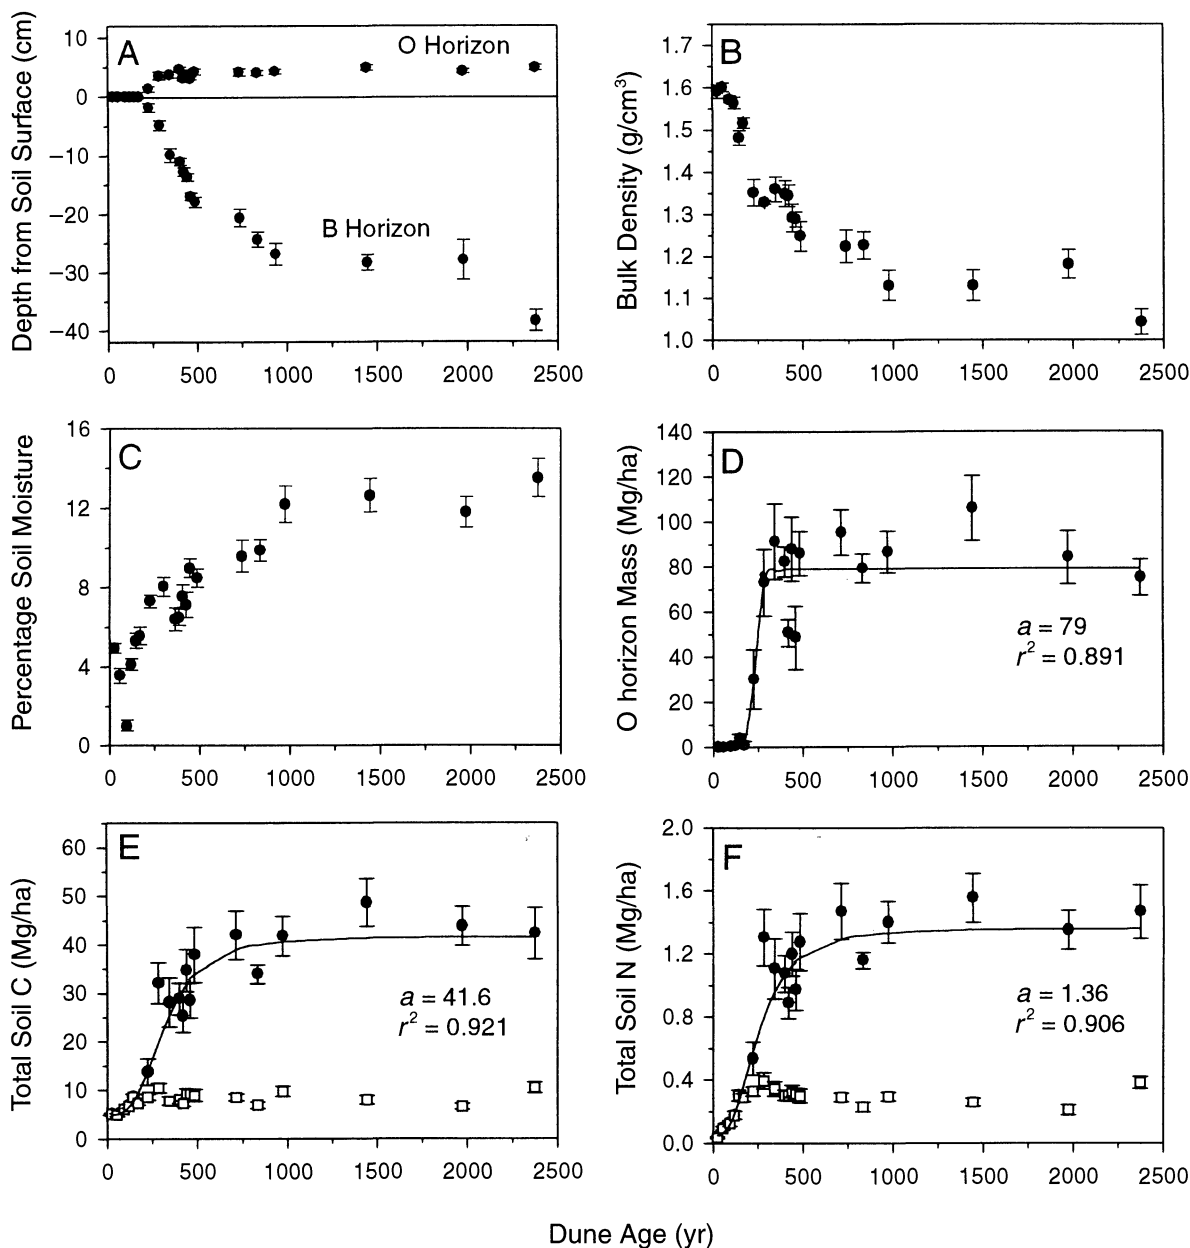 A
O Horizon
B Horizon
Depth from Soil Surface (cm)
10
0
−10
−20
−30
−40
0 500 1000 1500 2000 2500
B
Bulk Density (g/cm³)
1.7
1.6
1.5
1.4
1.3
1.2
1.1
1.0
0 500 1000 1500 2000 2500
C
Percentage Soil Moisture
16
12
8
4
0
0 500 1000 1500 2000 2500
D
O horizon Mass (Mg/ha)
140
120
100
80
60
40
20
0
a = 79
r² = 0.891
0 500 1000 1500 2000 2500
E
Total Soil C (Mg/ha)
60
50
40
30
20
10
0
a = 41.6
r² = 0.921
0 500 1000 1500 2000 2500
F
Total Soil N (Mg/ha)
2.0
1.6
1.2
0.8
0.4
0.0
a = 1.36
r² = 0.906
0 500 1000 1500 2000 2500
Dune Age (yr)